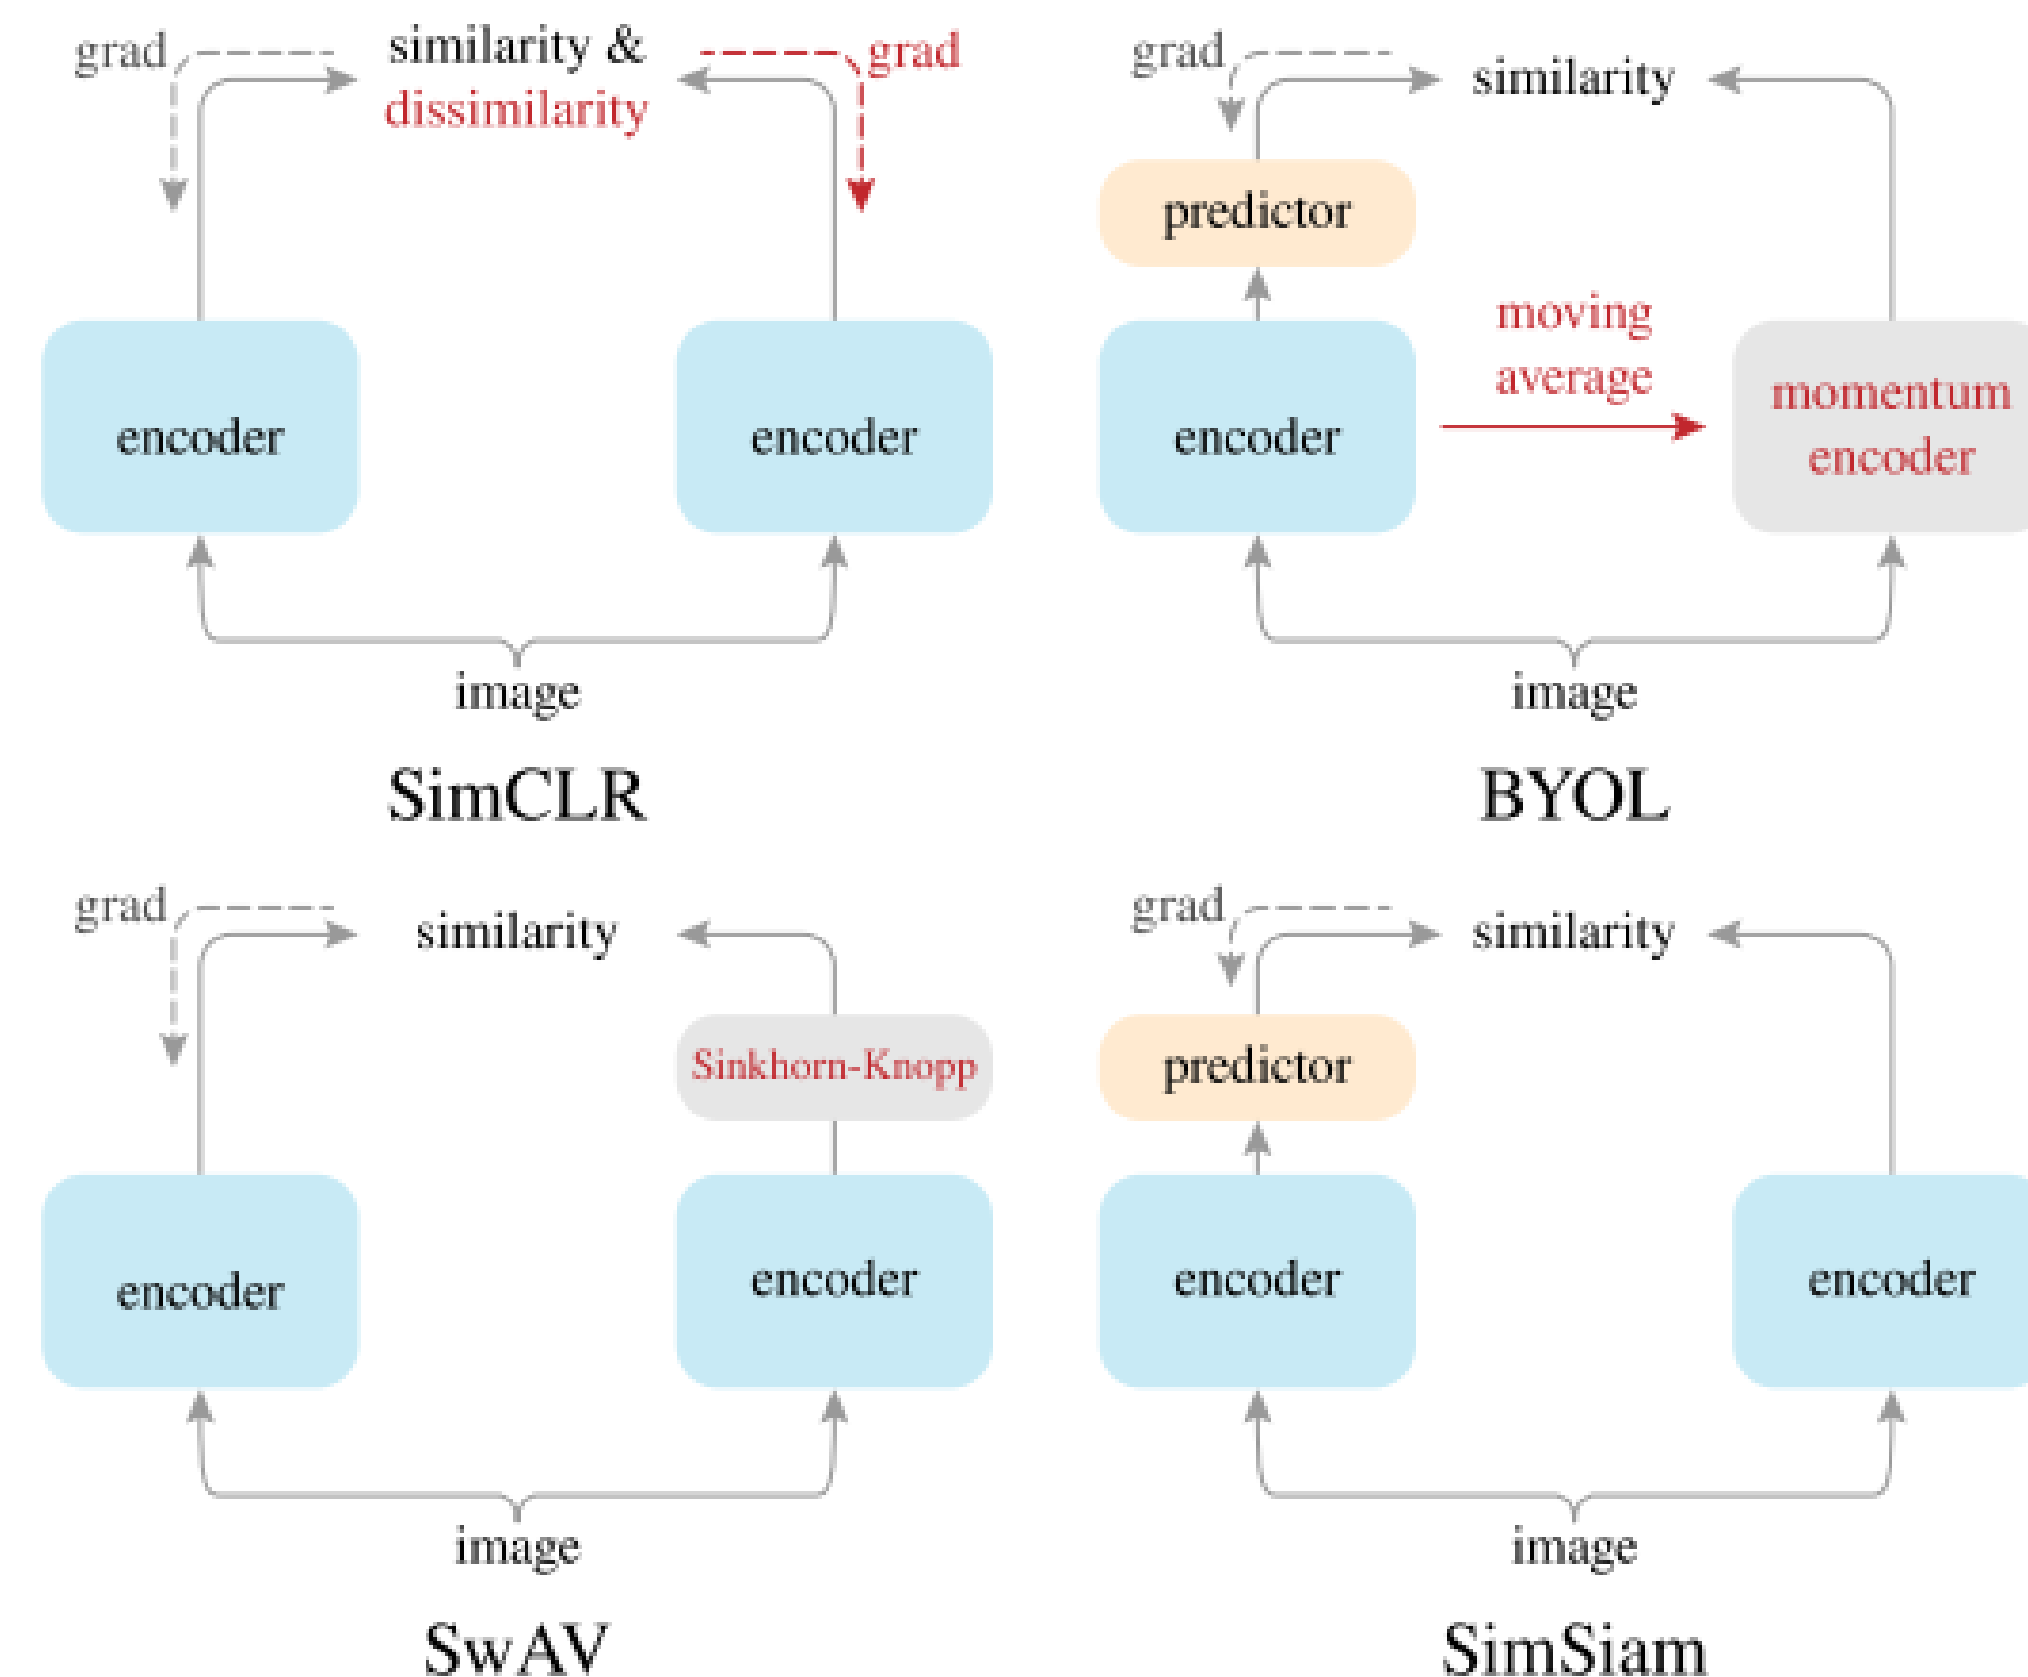 grad
similarity &
dissimilarity
grad
encoder
encoder
image
SimCLR
grad
similarity
predictor
encoder
moving
average
momentum
encoder
image
BYOL
grad
similarity
Sinkhorn-Knopp
encoder
encoder
image
SwAV
grad
similarity
predictor
encoder
encoder
image
SimSiam